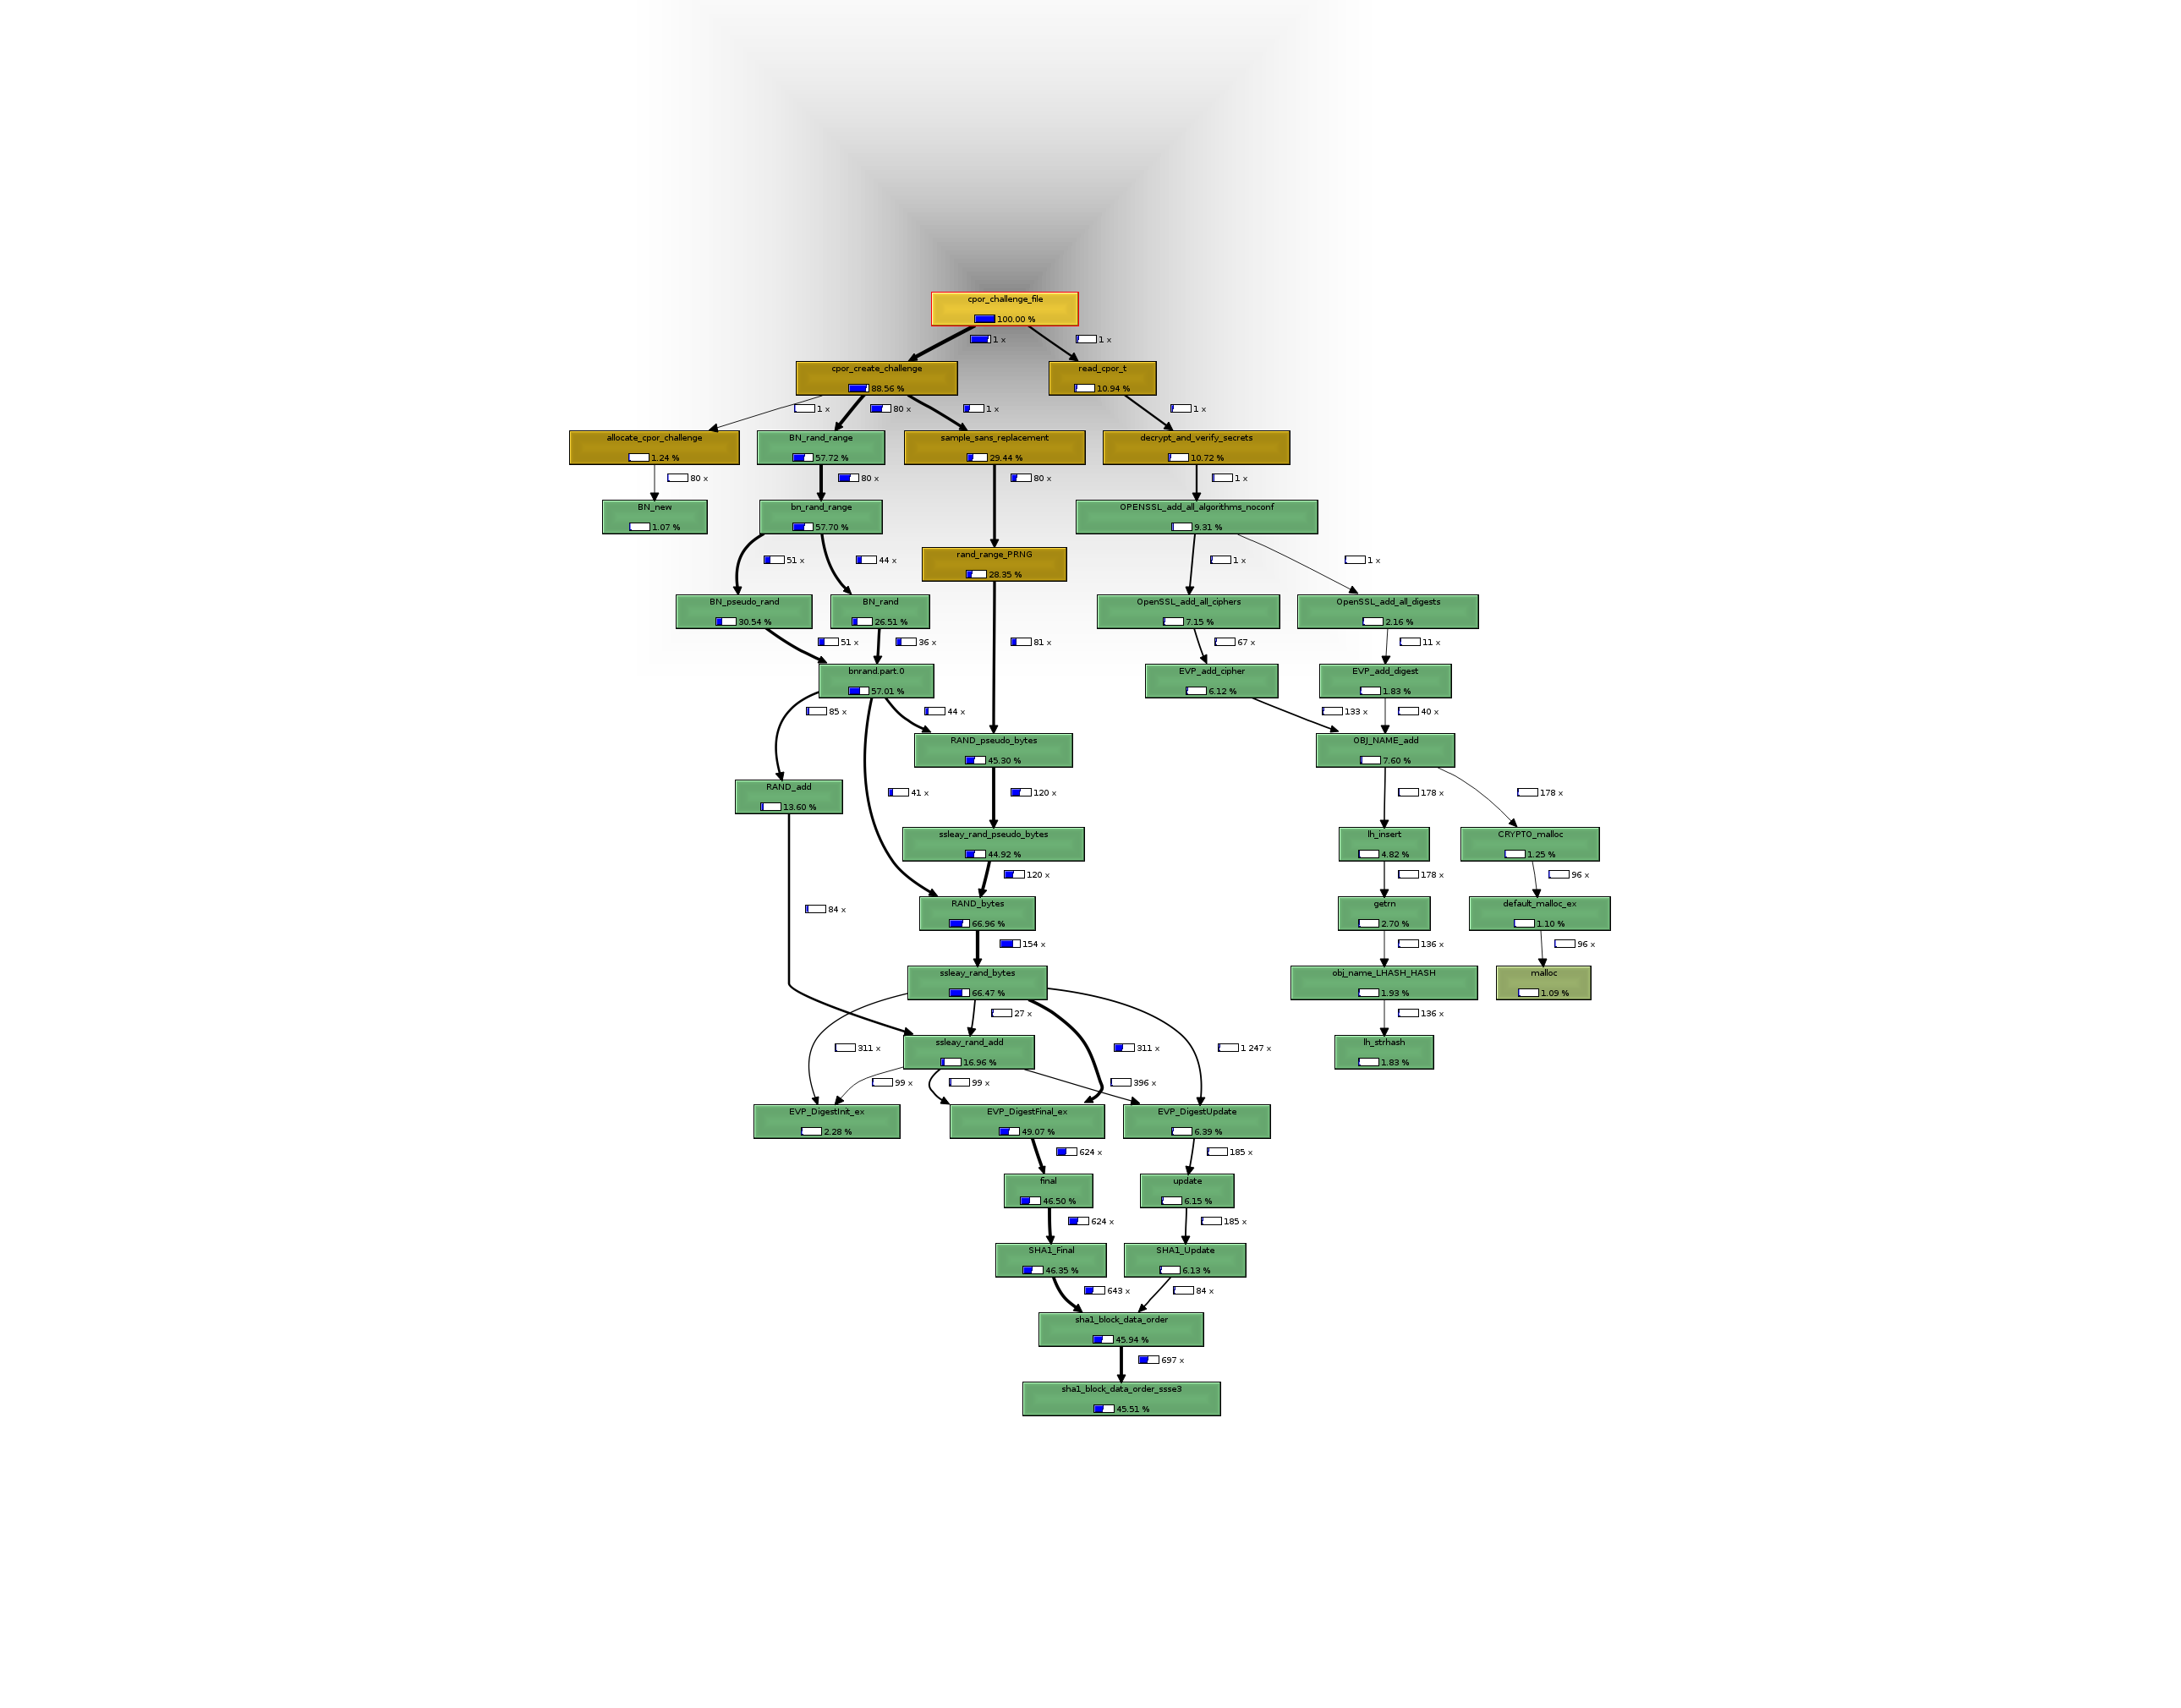 cpor_challenge_file
100.00 %
1 x
1 x
cpor_create_challenge
88.56 %
read_cpor_t
10.94 %
1 x
80 x
1 x
1 x
allocate_cpor_challenge
1.24 %
BN_rand_range
57.72 %
sample_sans_replacement
29.44 %
decrypt_and_verify_secrets
10.72 %
80 x
80 x
80 x
1 x
BN_new
1.07 %
bn_rand_range
57.70 %
OPENSSL_add_all_algorithms_noconf
9.31 %
51 x
44 x
rand_range_PRNG
28.35 %
1 x
1 x
BN_pseudo_rand
30.54 %
BN_rand
26.51 %
OpenSSL_add_all_ciphers
7.15 %
OpenSSL_add_all_digests
2.16 %
51 x
36 x
81 x
67 x
11 x
bnrand.part.0
57.01 %
EVP_add_cipher
6.12 %
EVP_add_digest
1.83 %
85 x
44 x
133 x
40 x
RAND_pseudo_bytes
45.30 %
OBJ_NAME_add
7.60 %
RAND_add
13.60 %
41 x
120 x
178 x
178 x
ssleay_rand_pseudo_bytes
44.92 %
lh_insert
4.82 %
CRYPTO_malloc
1.25 %
120 x
178 x
96 x
RAND_bytes
66.96 %
getrn
2.70 %
default_malloc_ex
1.10 %
84 x
154 x
136 x
96 x
ssleay_rand_bytes
66.47 %
obj_name_LHASH_HASH
1.93 %
malloc
1.09 %
27 x
136 x
311 x
ssleay_rand_add
16.96 %
311 x
1 247 x
lh_strhash
1.83 %
99 x
99 x
396 x
EVP_DigestInit_ex
2.28 %
EVP_DigestFinal_ex
49.07 %
EVP_DigestUpdate
6.39 %
624 x
185 x
final
46.50 %
update
6.15 %
624 x
185 x
SHA1_Final
46.35 %
SHA1_Update
6.13 %
643 x
84 x
sha1_block_data_order
45.94 %
697 x
sha1_block_data_order_ssse3
45.51 %